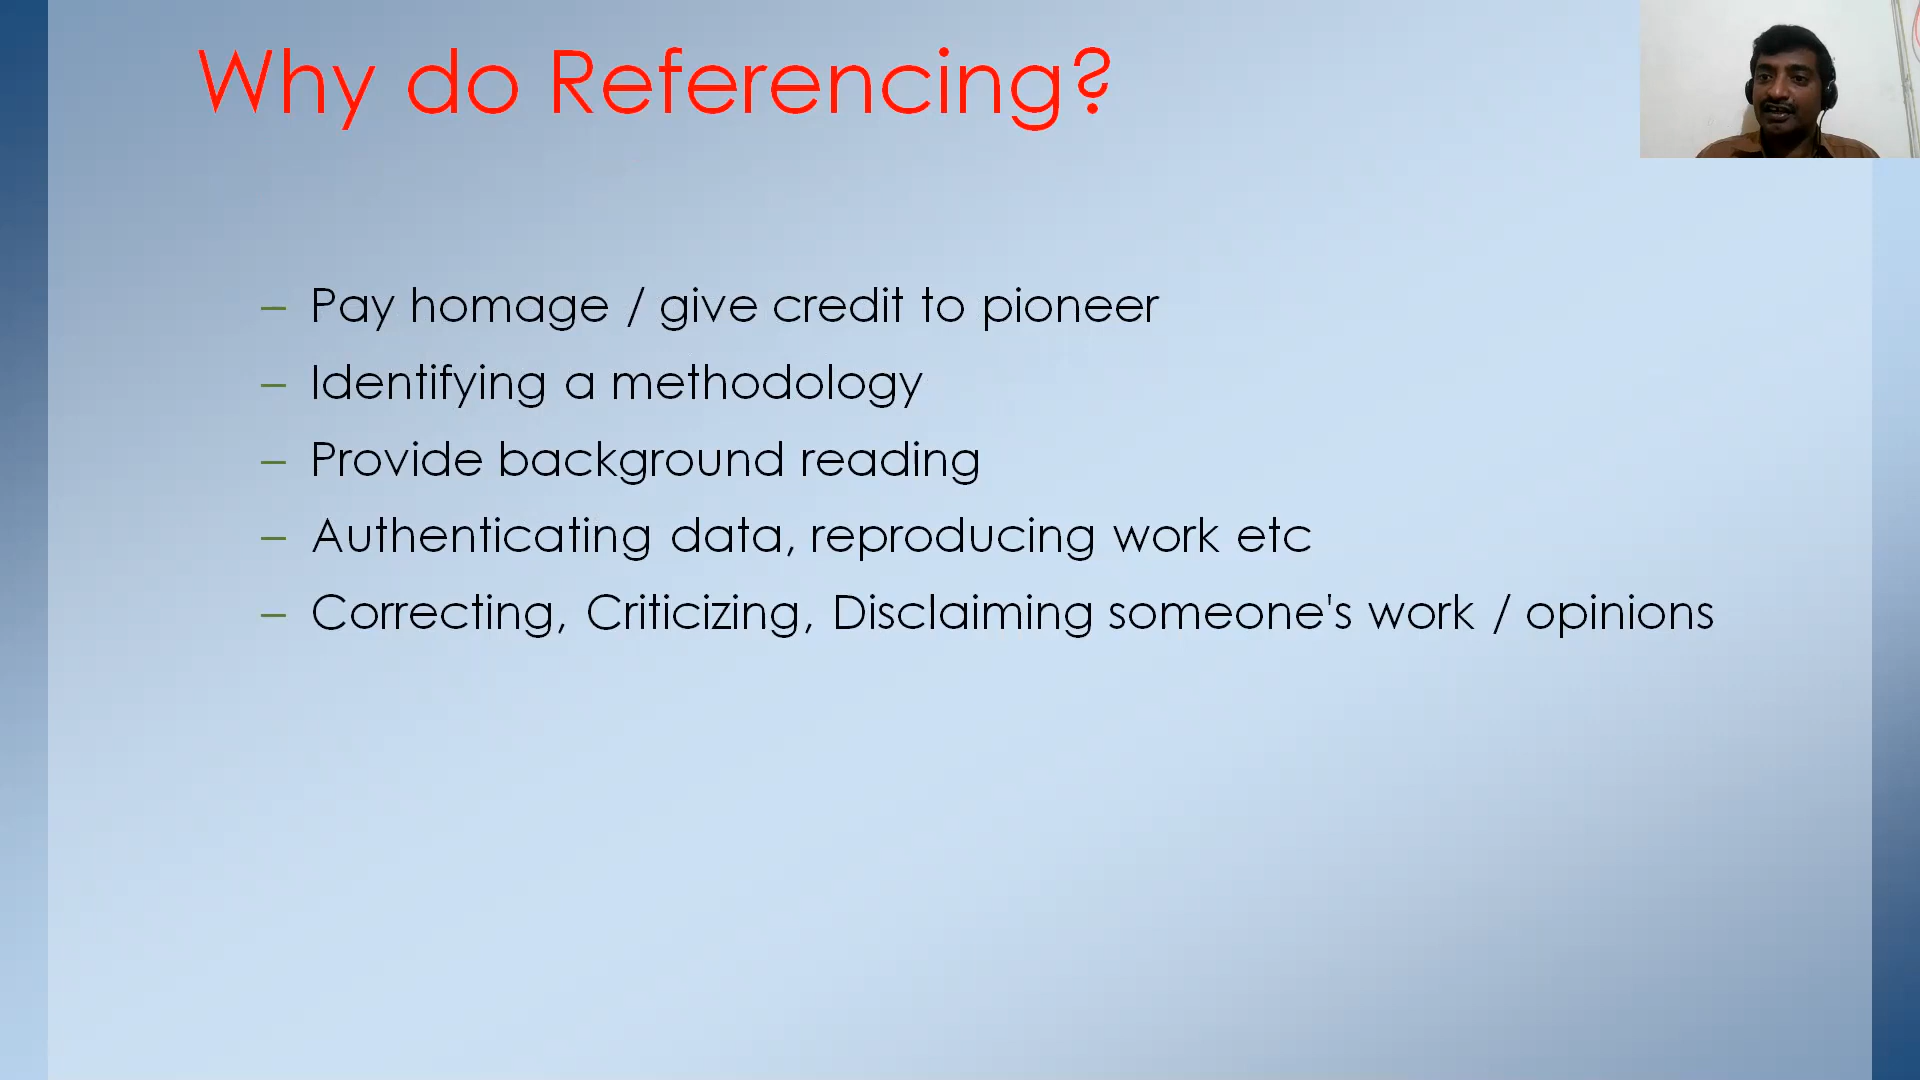 Why do Referencing?
– Pay homage / give credit to pioneer
– Identifying a methodology
– Provide background reading
– Authenticating data, reproducing work etc
– Correcting, Criticizing, Disclaiming someone's work / opinions